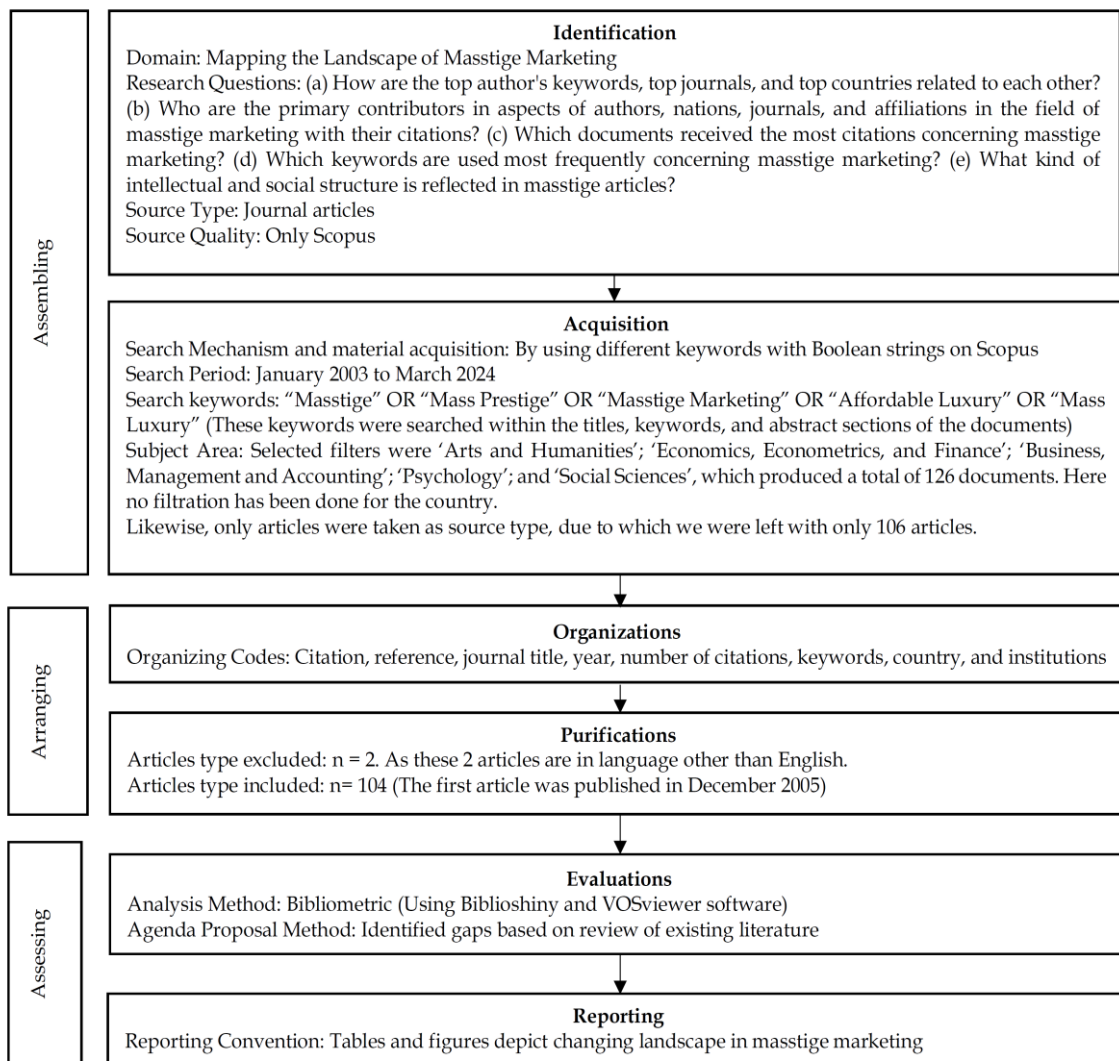 Identification
Domain: Mapping the Landscape of Masstige Marketing
Research Questions: (a) How are the top author's keywords, top journals, and top countries related to each other?
(b) Who are the primary contributors in aspects of authors, nations, journals, and affiliations in the field of
masstige marketing with their citations? (c) Which documents received the most citations concerning masstige
marketing? (d) Which keywords are used most frequently concerning masstige marketing? (e) What kind of
intellectual and social structure is reflected in masstige articles?
Source Type: Journal articles
Source Quality: Only Scopus
Assembling
Acquisition
Search Mechanism and material acquisition: By using different keywords with Boolean strings on Scopus
Search Period: January 2003 to March 2024
Search keywords: “Masstige” OR “Mass Prestige” OR “Masstige Marketing” OR “Affordable Luxury” OR “Mass
Luxury” (These keywords were searched within the titles, keywords, and abstract sections of the documents)
Subject Area: Selected filters were ‘Arts and Humanities’; ‘Economics, Econometrics, and Finance’; ‘Business,
Management and Accounting’; ‘Psychology’; and ‘Social Sciences’, which produced a total of 126 documents. Here
no filtration has been done for the country.
Likewise, only articles were taken as source type, due to which we were left with only 106 articles.
Arranging
Organizations
Organizing Codes: Citation, reference, journal title, year, number of citations, keywords, country, and institutions
Purifications
Articles type excluded: n = 2. As these 2 articles are in language other than English.
Articles type included: n= 104 (The first article was published in December 2005)
Assessing
Evaluations
Analysis Method: Bibliometric (Using Biblioshiny and VOSviewer software)
Agenda Proposal Method: Identified gaps based on review of existing literature
Reporting
Reporting Convention: Tables and figures depict changing landscape in masstige marketing